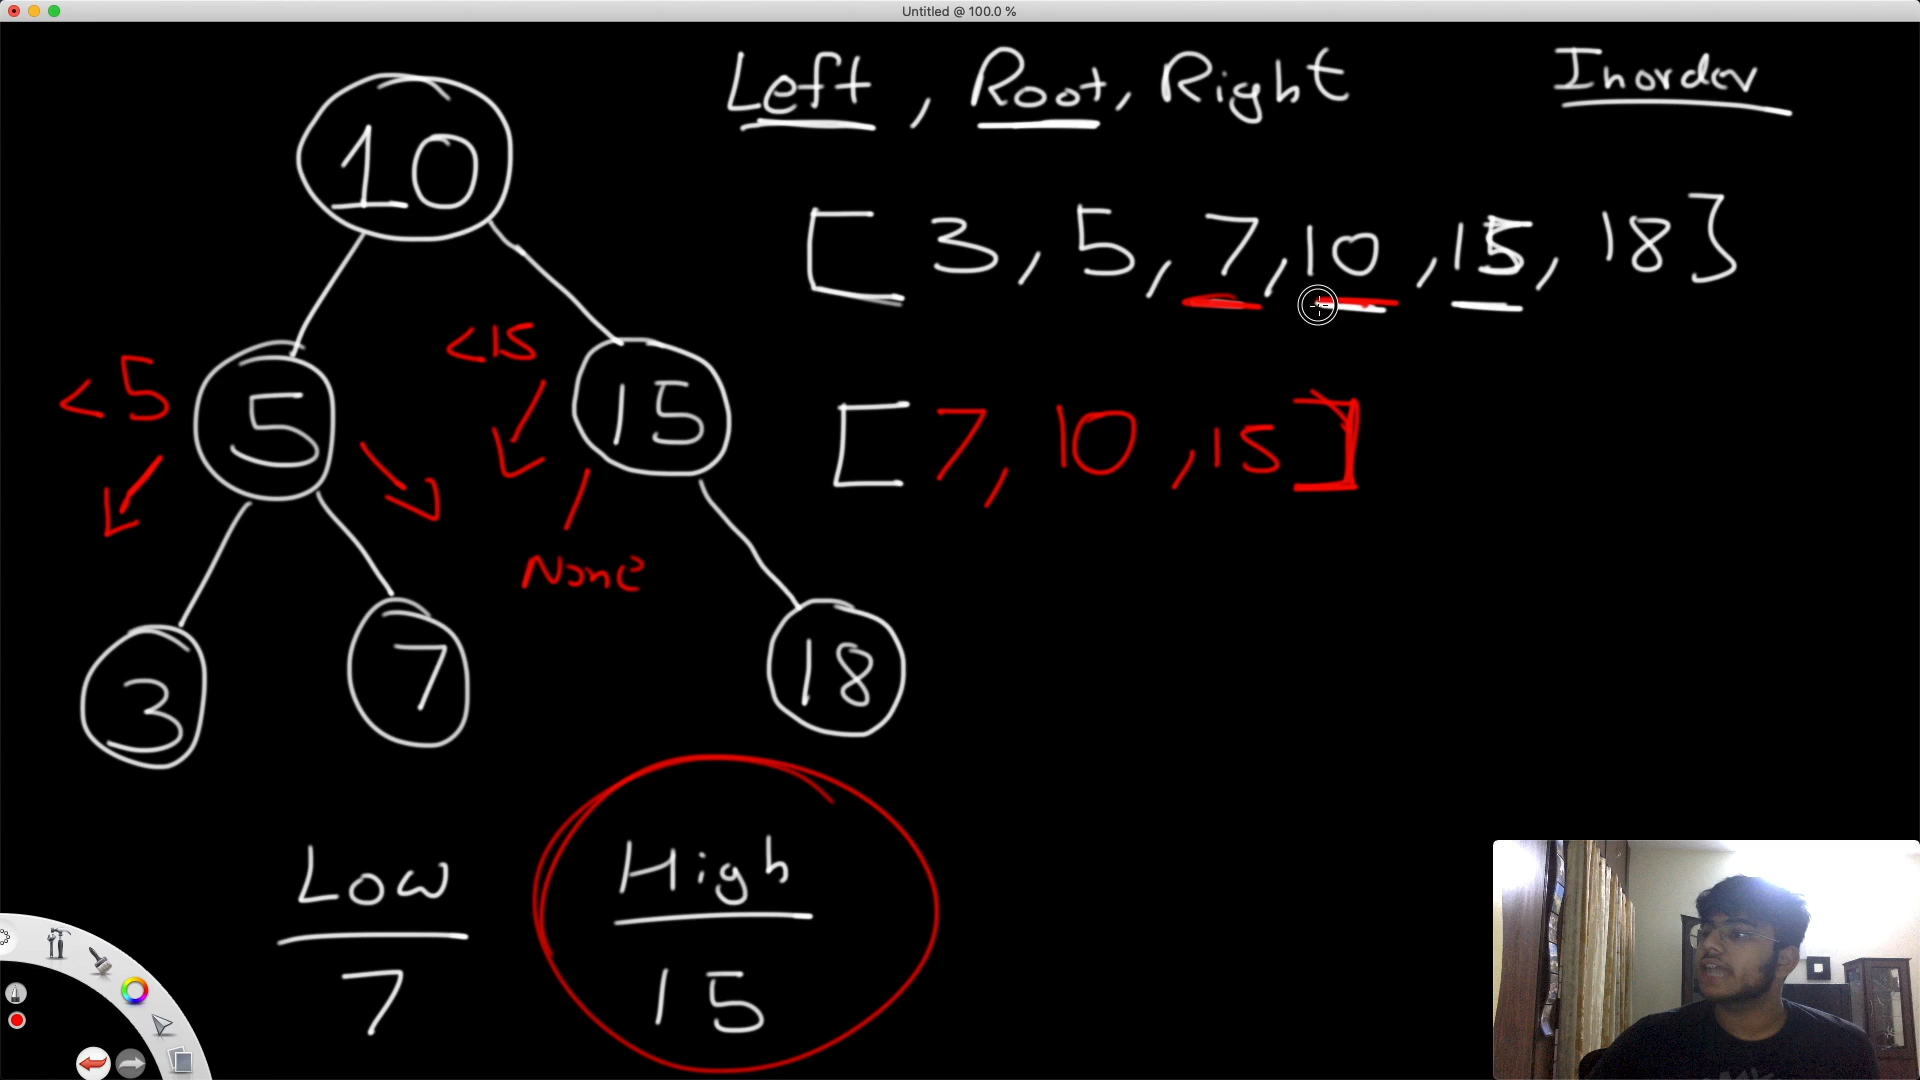 Untitled @ 100.0 %
Left, Root, Right
Inorder
10
[3, 5, 7, 10, 15, 18]
<15
<5
5
15
[7, 10, 15]
None
3
7
18
Low
High
7
15